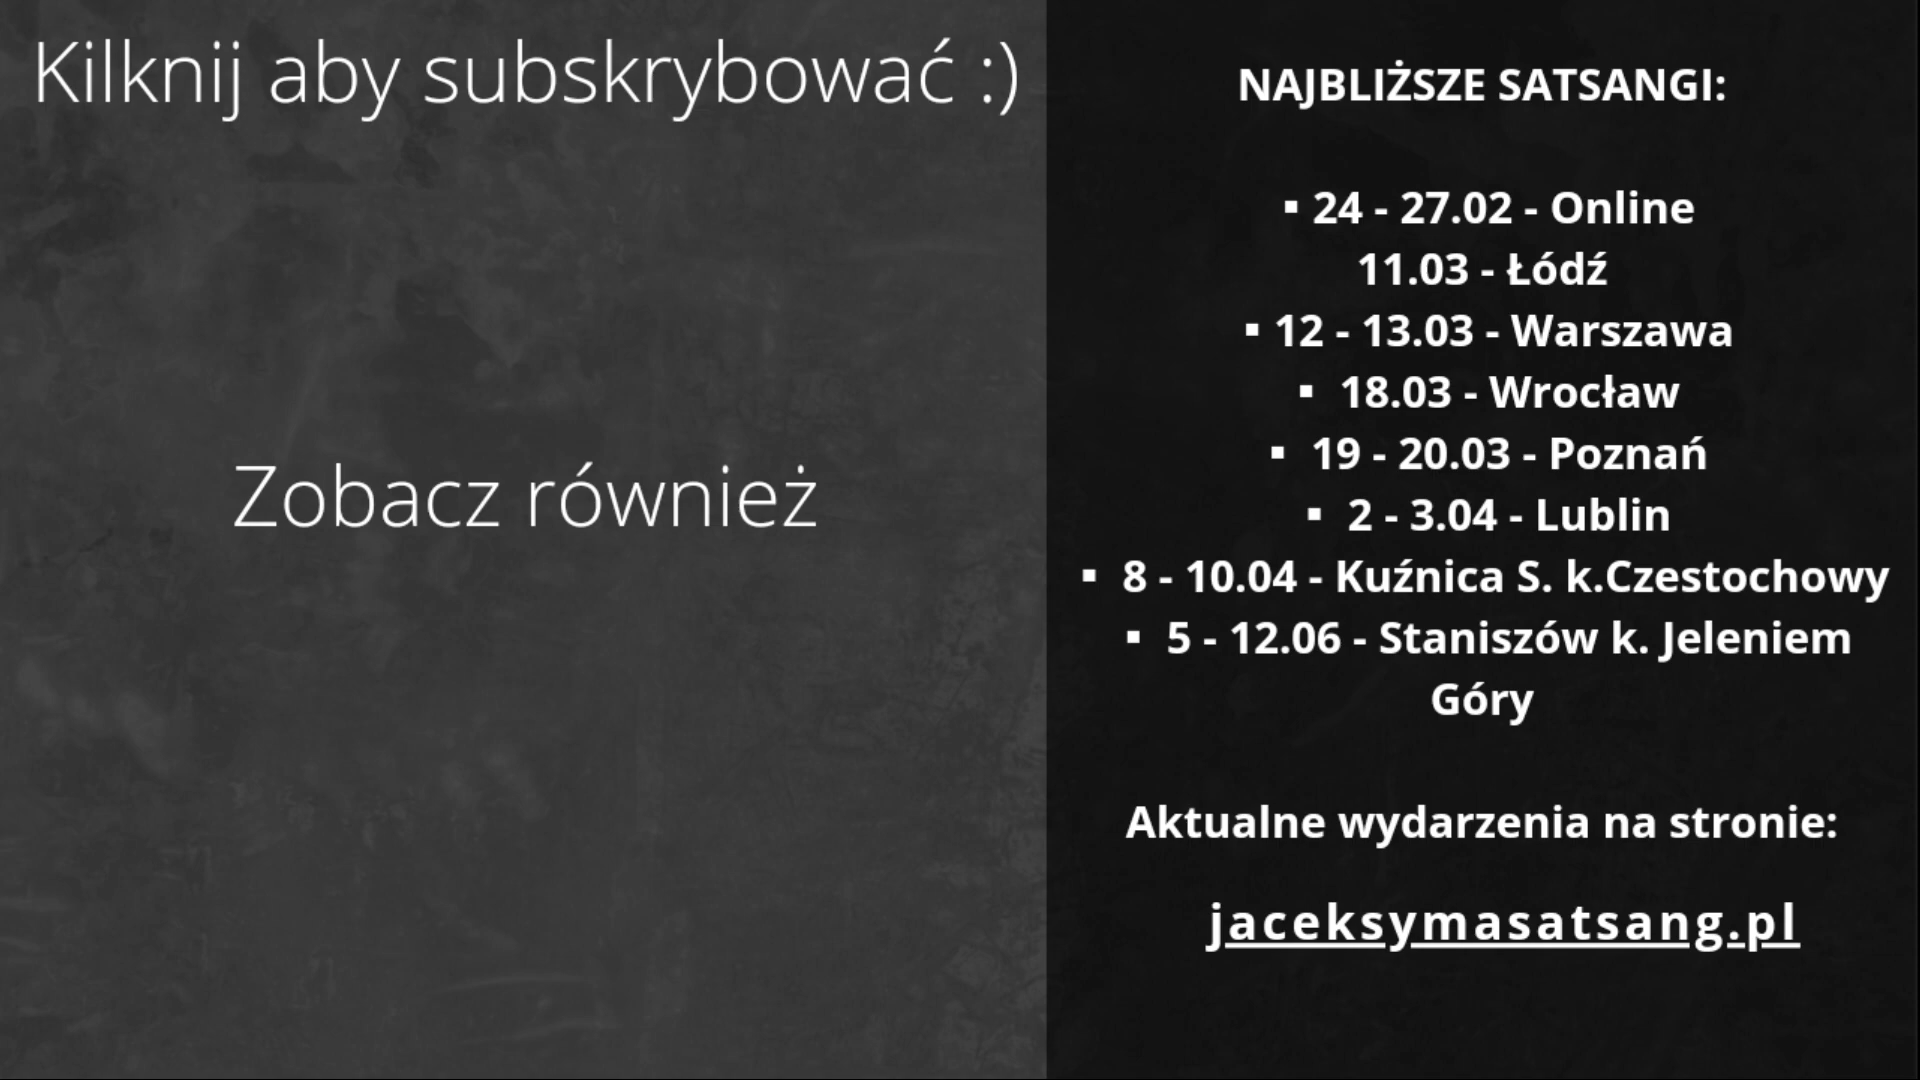 Kilknij aby subskrybować :)
Zobacz również
NAJBLIŻSZE SATSANGI:
▪ 24 - 27.02 - Online
11.03 - Łódź
▪ 12 - 13.03 - Warszawa
▪ 18.03 - Wrocław
▪ 19 - 20.03 - Poznań
▪ 2 - 3.04 - Lublin
▪ 8 - 10.04 - Kuźnica S. k.Czestochowy
▪ 5 - 12.06 - Staniszów k. Jeleniem
Góry
Aktualne wydarzenia na stronie:
jaceksymasatsang.pl